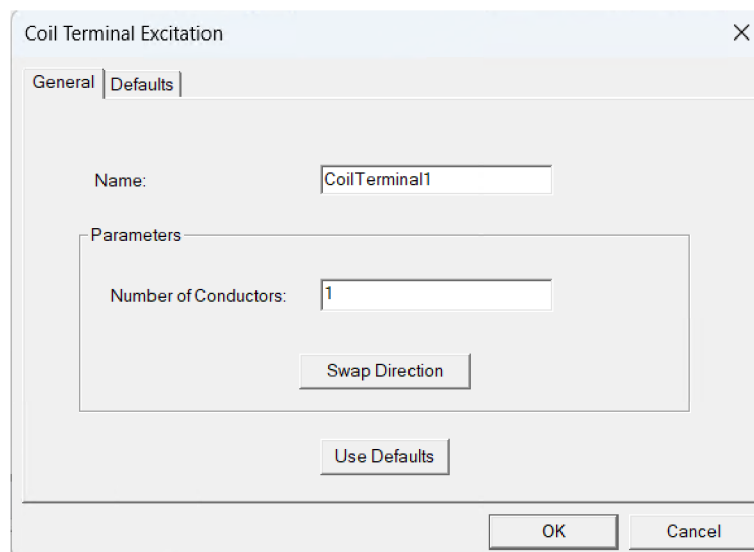 Coil Terminal Excitation
General Defaults
Name: CoilTerminal1
Parameters
Number of Conductors: 1
Swap Direction
Use Defaults
OK Cancel